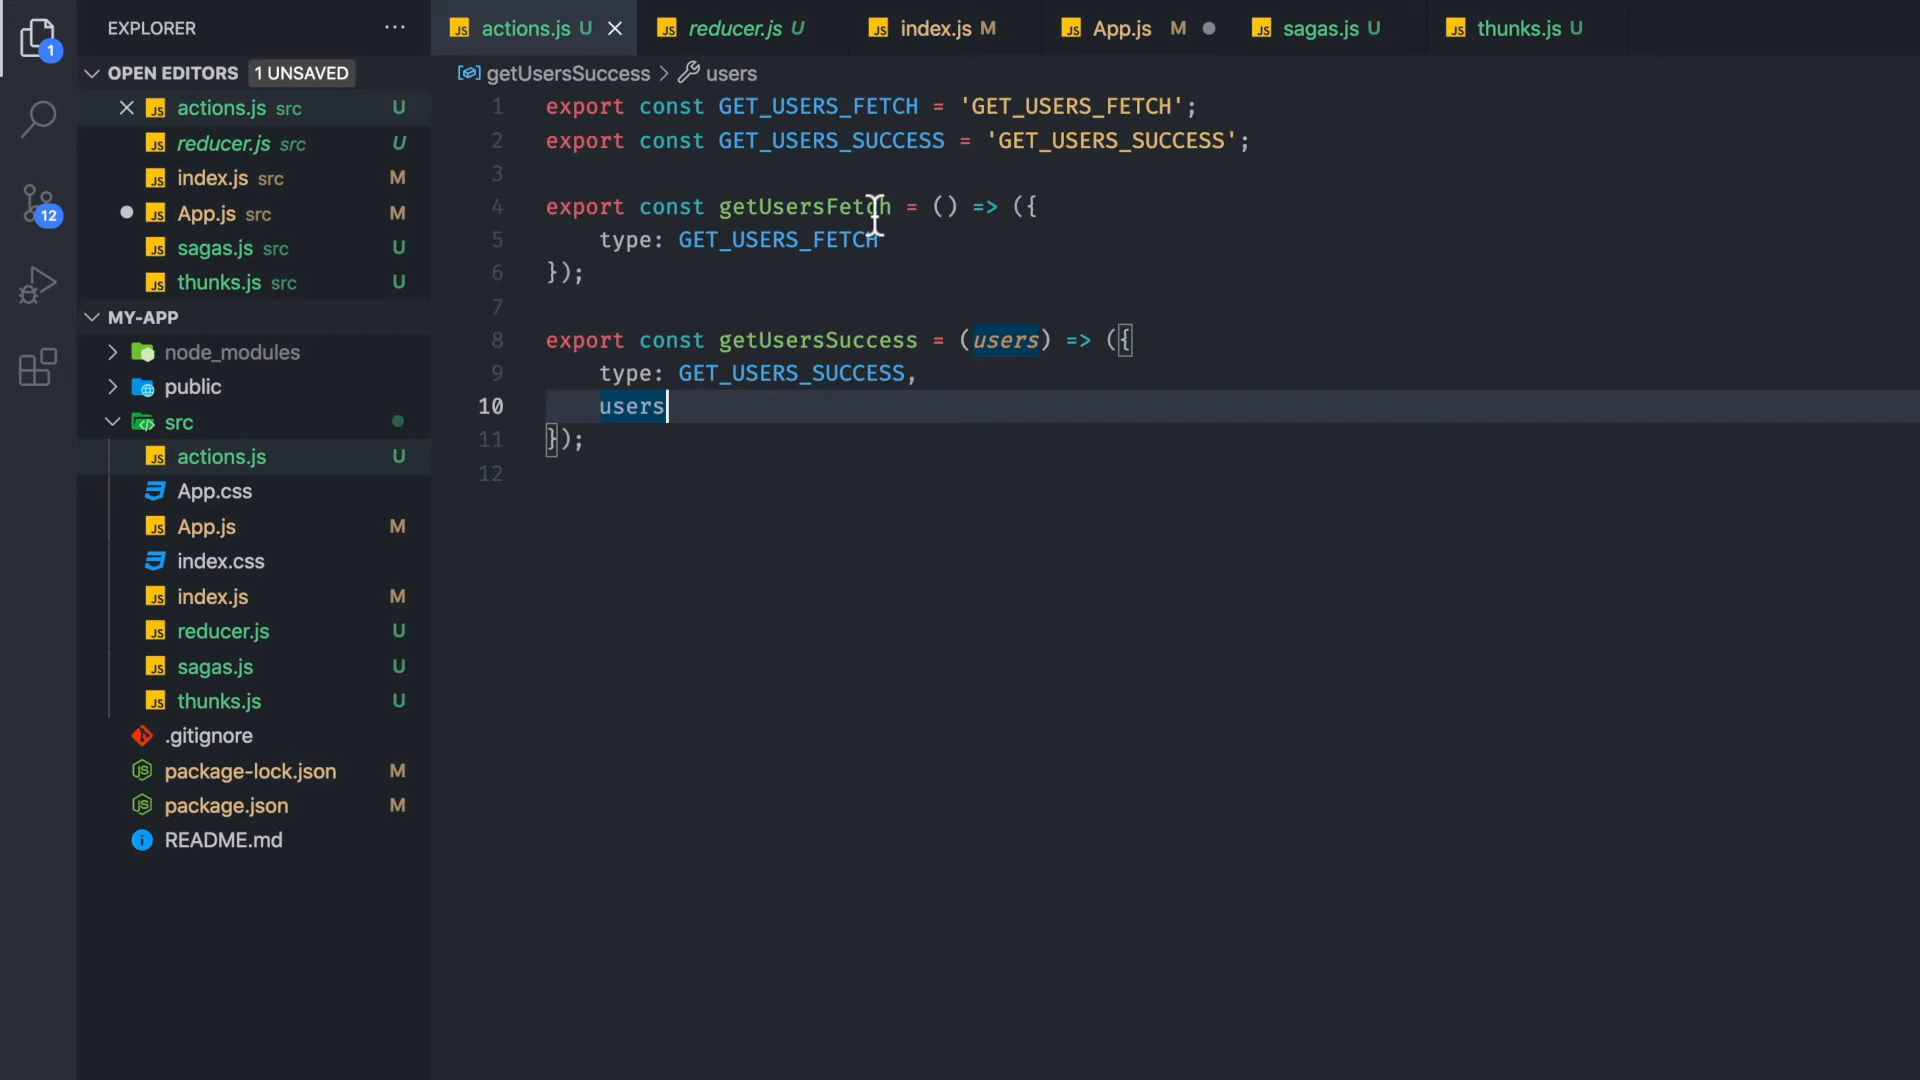 EXPLORER
···
OPEN EDITORS 1 UNSAVED
actions.js src U
reducer.js src U
index.js src M
App.js src M
sagas.js src U
thunks.js src U
MY-APP
node_modules
public
src
actions.js U
App.css
App.js M
index.css
index.js M
reducer.js U
sagas.js U
thunks.js U
.gitignore
package-lock.json M
package.json M
README.md
1
12
actions.js U
reducer.js U
index.js M
App.js M
sagas.js U
thunks.js U
getUsersSuccess > users
1 export const GET_USERS_FETCH = 'GET_USERS_FETCH';
2 export const GET_USERS_SUCCESS = 'GET_USERS_SUCCESS';
3
4 export const getUsersFetch = () => ({
5 type: GET_USERS_FETCH
6 });
7
8 export const getUsersSuccess = (users) => ({
9 type: GET_USERS_SUCCESS,
10 users
11 });
12